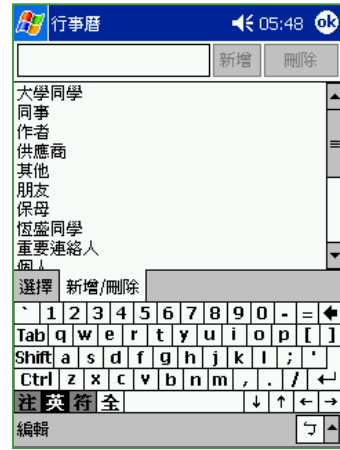 行事曆 05:48 ok
新增 刪除
大學同學
同事
作者
供應商
其他
朋友
保母
恆盛同學
重要連絡人
個人
選擇 新增/刪除
` 1 2 3 4 5 6 7 8 9 0 - =
Tab q w e r t y u i o p [ ]
Shift a s d f g h j k l ; '
Ctrl z x c v b n m , . /
注 英 符 全 ↓ ↑ ← →
編輯 ㄅ